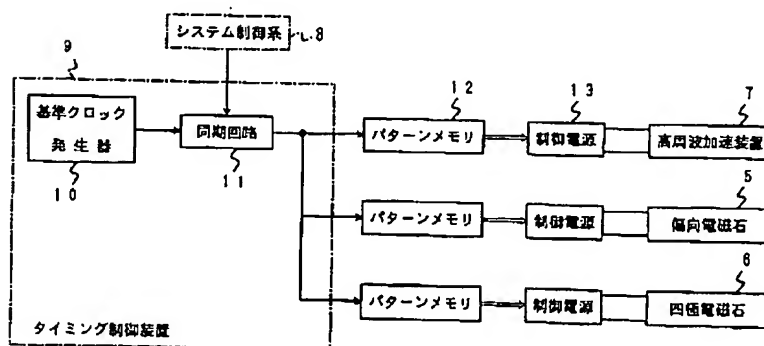 システム制御系
8
9
基準クロック
発生器
10
同期回路
11
12
パターンメモリ
13
制御電源
7
高周波加速装置
パターンメモリ
制御電源
5
偏向電磁石
パターンメモリ
制御電源
6
四極電磁石
タイミング制御装置